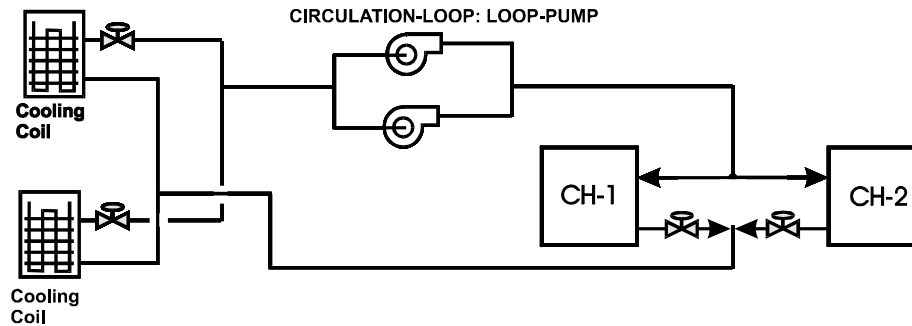 CIRCULATION-LOOP: LOOP-PUMP
Cooling
Coil
CH-1
CH-2
Cooling
Coil